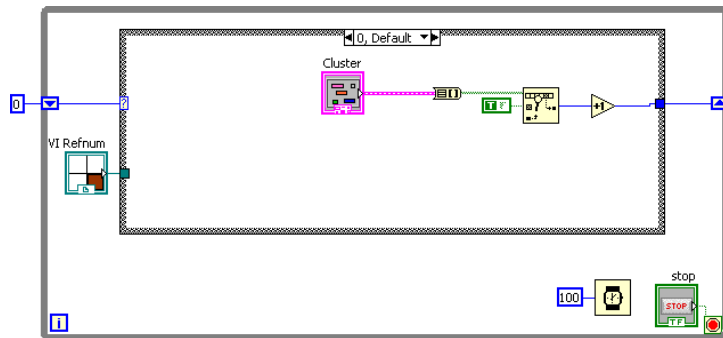 0, Default
Cluster
?
0
T F
+1
VI Refnum
stop
100
STOP
TF
i